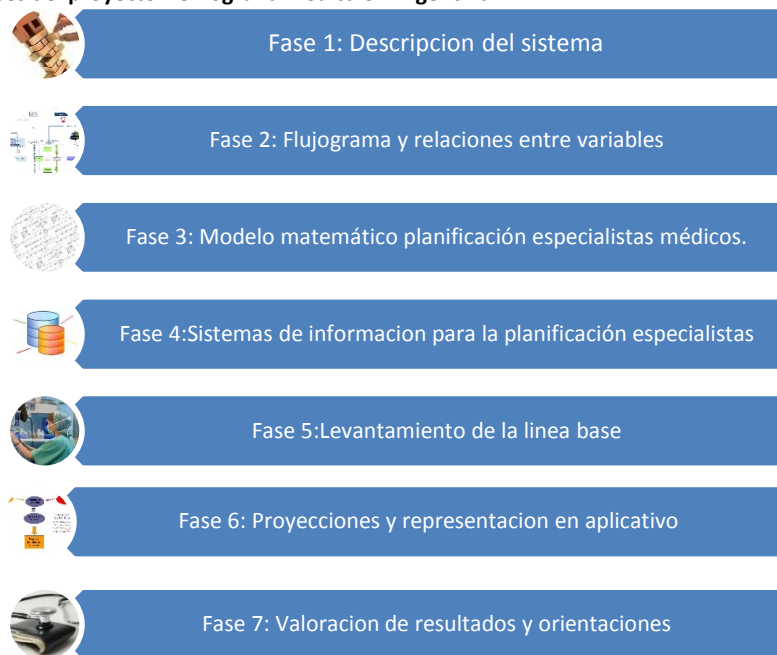 Fase 1: Descripcion del sistema
Fase 2: Flujograma y relaciones entre variables
Fase 3: Modelo matemático planificación especialistas médicos.
Fase 4:Sistemas de informacion para la planificación especialistas
Fase 5:Levantamiento de la linea base
Fase 6: Proyecciones y representacion en aplicativo
Fase 7: Valoracion de resultados y orientaciones